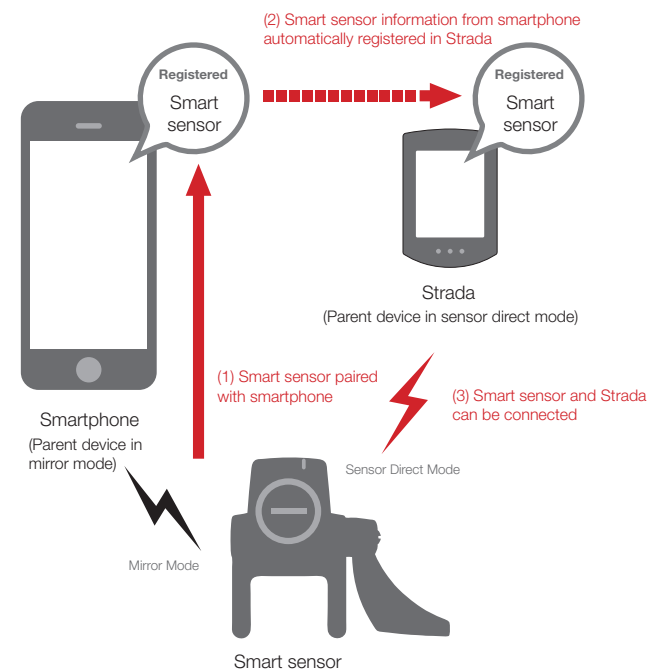 (2) Smart sensor information from smartphone
automatically registered in Strada
Registered
Smart
sensor
Registered
Smart
sensor
Strada
(Parent device in sensor direct mode)
(1) Smart sensor paired
with smartphone
(3) Smart sensor and Strada
can be connected
Smartphone
(Parent device in
mirror mode)
Sensor Direct Mode
Mirror Mode
Smart sensor